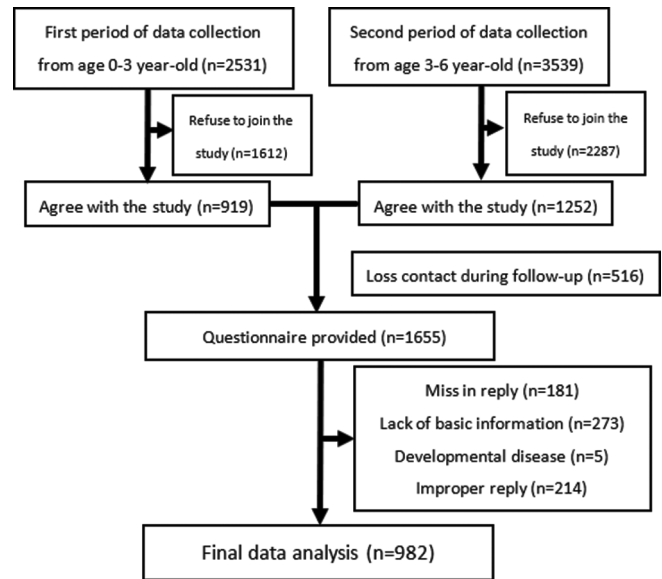 First period of data collection
from age 0-3 year-old (n=2531)
Second period of data collection
from age 3-6 year-old (n=3539)
Refuse to join the
study (n=1612)
Refuse to join the
study (n=2287)
Agree with the study (n=919)
Agree with the study (n=1252)
Loss contact during follow-up (n=516)
Questionnaire provided (n=1655)
Miss in reply (n=181)
Lack of basic information (n=273)
Developmental disease (n=5)
Improper reply (n=214)
Final data analysis (n=982)